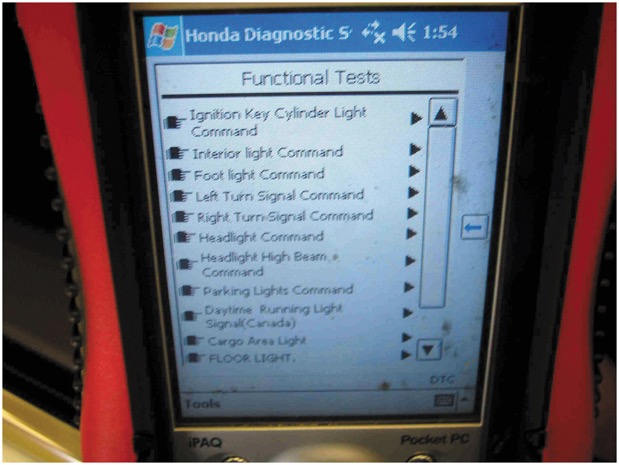 Honda Diagnostic S 1:54
Functional Tests
Ignition Key Cylinder Light
Command
Interior light Command
Foot light Command
Left Turn Signal Command
Right Turn Signal Command
Headlight Command
Headlight High Beam
Command
Parking Lights Command
Daytime Running Light
Signal(Canada)
Cargo Area Light
FLOOR LIGHT.
DTC
Tools
iPAQ Pocket PC